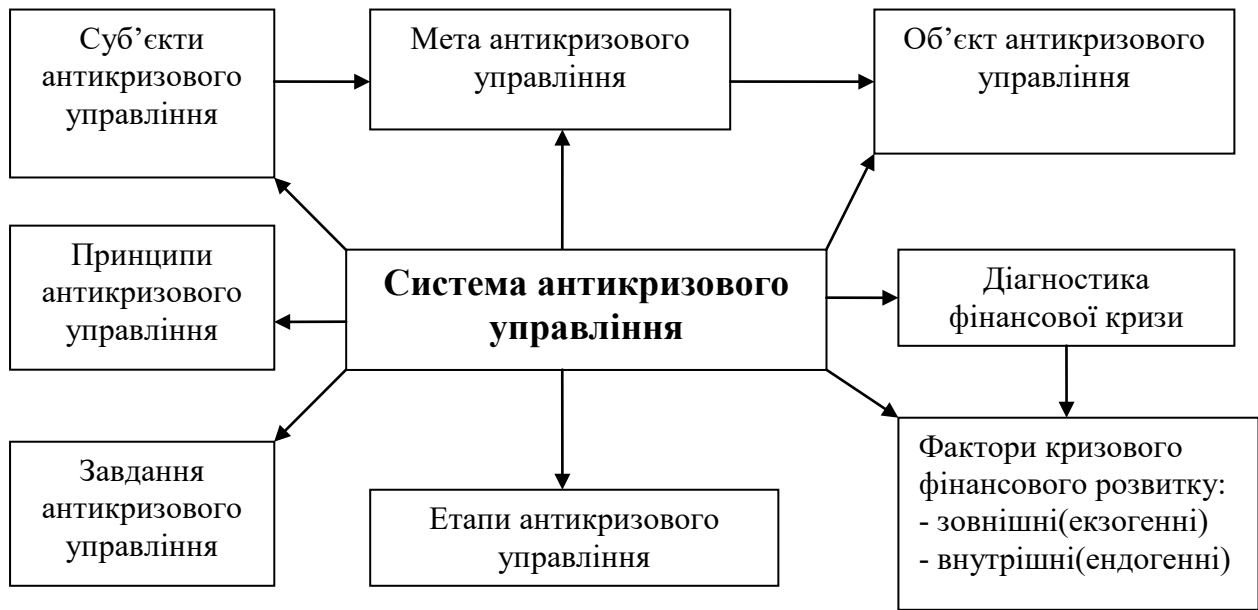 Суб’єкти
антикризового
управління
Мета антикризового
управління
Об’єкт антикризового
управління
Принципи
антикризового
управління
Система антикризового
управління
Діагностика
фінансової кризи
Завдання
антикризового
управління
Етапи антикризового
управління
Фактори кризового
фінансового розвитку:
- зовнішні(екзогенні)
- внутрішні(ендогенні)